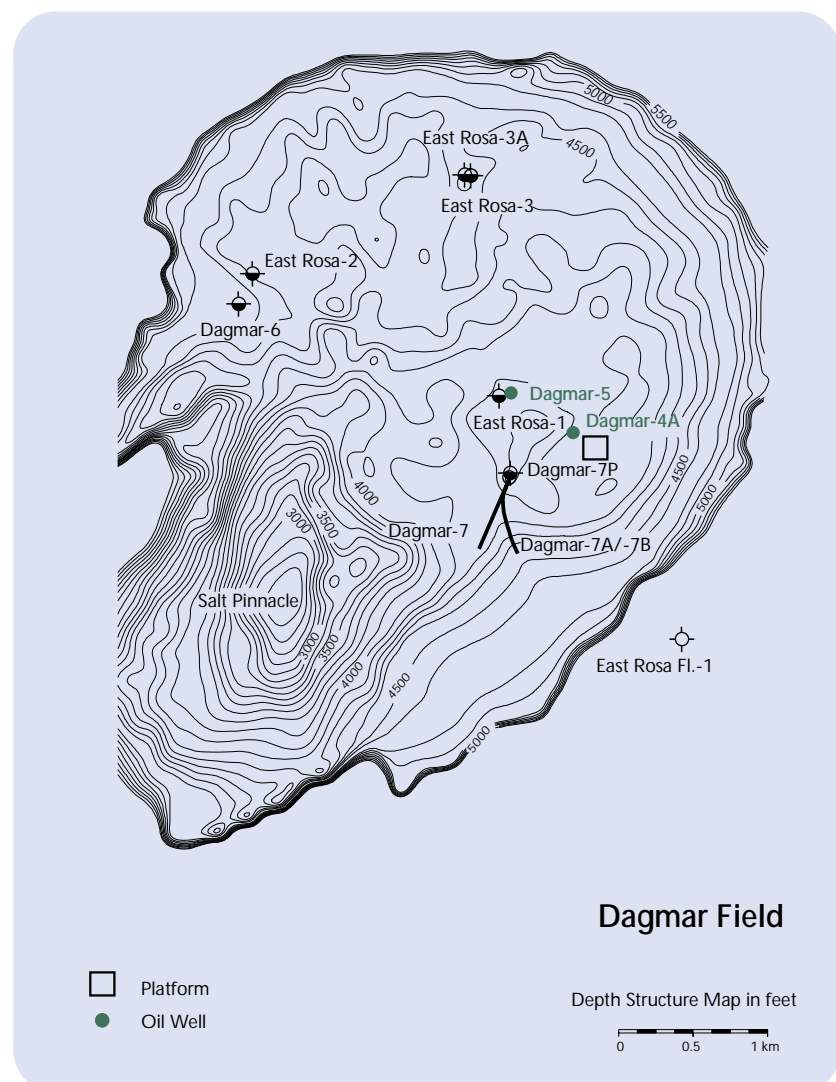 5000
5500
East Rosa-3A
4500
East Rosa-3
East Rosa-2
Dagmar-6
Dagmar-5
East Rosa-1
Dagmar-4A
Dagmar-7P
4500
4000
5000
3000
3500
Dagmar-7
Dagmar-7A/-7B
Salt Pinnacle
3000
3500
East Rosa Fl.-1
4000
4500
5000
Dagmar Field
Platform
Depth Structure Map in feet
Oil Well
0 0.5 1 km